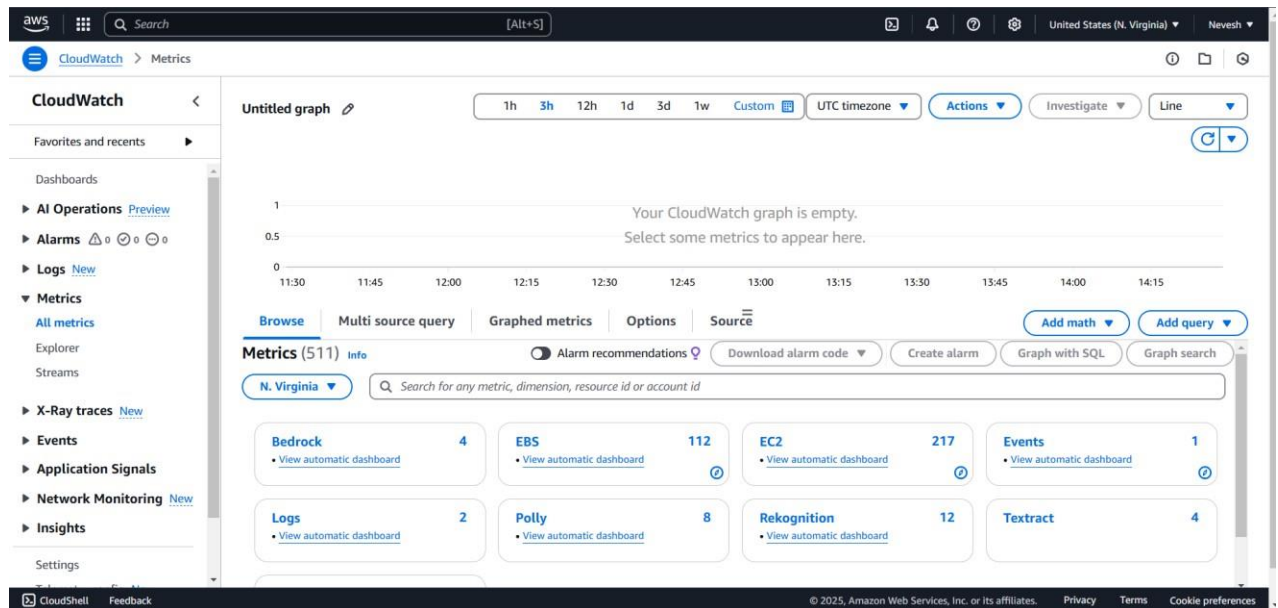 aws Search [Alt+S] United States (N. Virginia) ▼ Nevesh ▼
CloudWatch > Metrics
CloudWatch
Favorites and recents
Dashboards
AI Operations Preview
Alarms 0 0 0
Logs New
Metrics
All metrics
Explorer
Streams
X-Ray traces New
Events
Application Signals
Network Monitoring New
Insights
Settings
Untitled graph
1h 3h 12h 1d 3d 1w Custom UTC timezone ▼ Actions ▼ Investigate ▼ Line ▼
1
0.5
0
Your CloudWatch graph is empty.
Select some metrics to appear here.
11:30 11:45 12:00 12:15 12:30 12:45 13:00 13:15 13:30 13:45 14:00 14:15
Browse Multi source query Graphed metrics Options Source Add math ▼ Add query ▼
Metrics (511) Info Alarm recommendations Download alarm code ▼ Create alarm Graph with SQL Graph search
N. Virginia ▼ Search for any metric, dimension, resource id or account id
Bedrock 4 EBS 112 EC2 217 Events 1
• View automatic dashboard • View automatic dashboard • View automatic dashboard • View automatic dashboard
Logs 2 Polly 8 Rekognition 12 Textract 4
• View automatic dashboard • View automatic dashboard • View automatic dashboard
CloudShell Feedback © 2025, Amazon Web Services, Inc. or its affiliates. Privacy Terms Cookie preferences